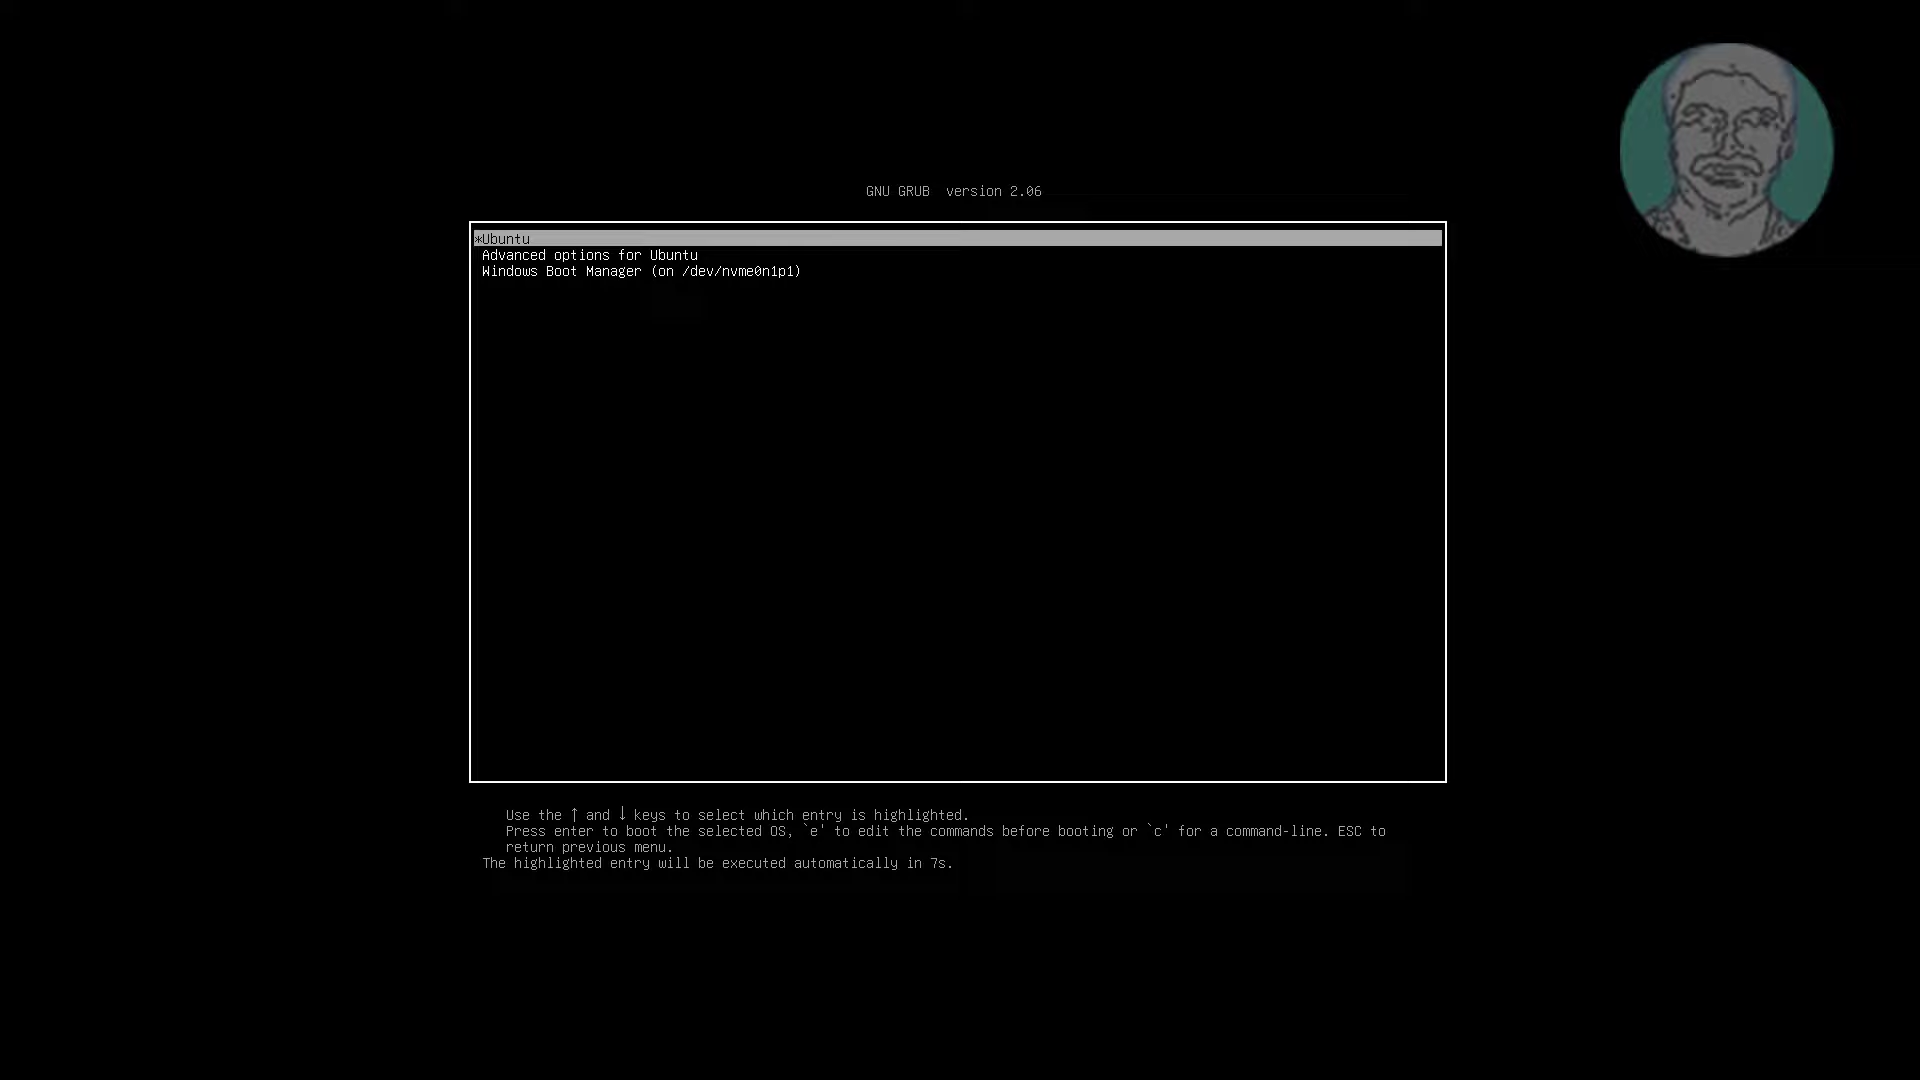 GNU GRUB  version 2.06
*Ubuntu
Advanced options for Ubuntu
Windows Boot Manager (on /dev/nvme0n1p1)
Use the ↑ and ↓ keys to select which entry is highlighted.
Press enter to boot the selected OS, `e' to edit the commands before booting or `c' for a command-line. ESC to
return previous menu.
The highlighted entry will be executed automatically in 7s.